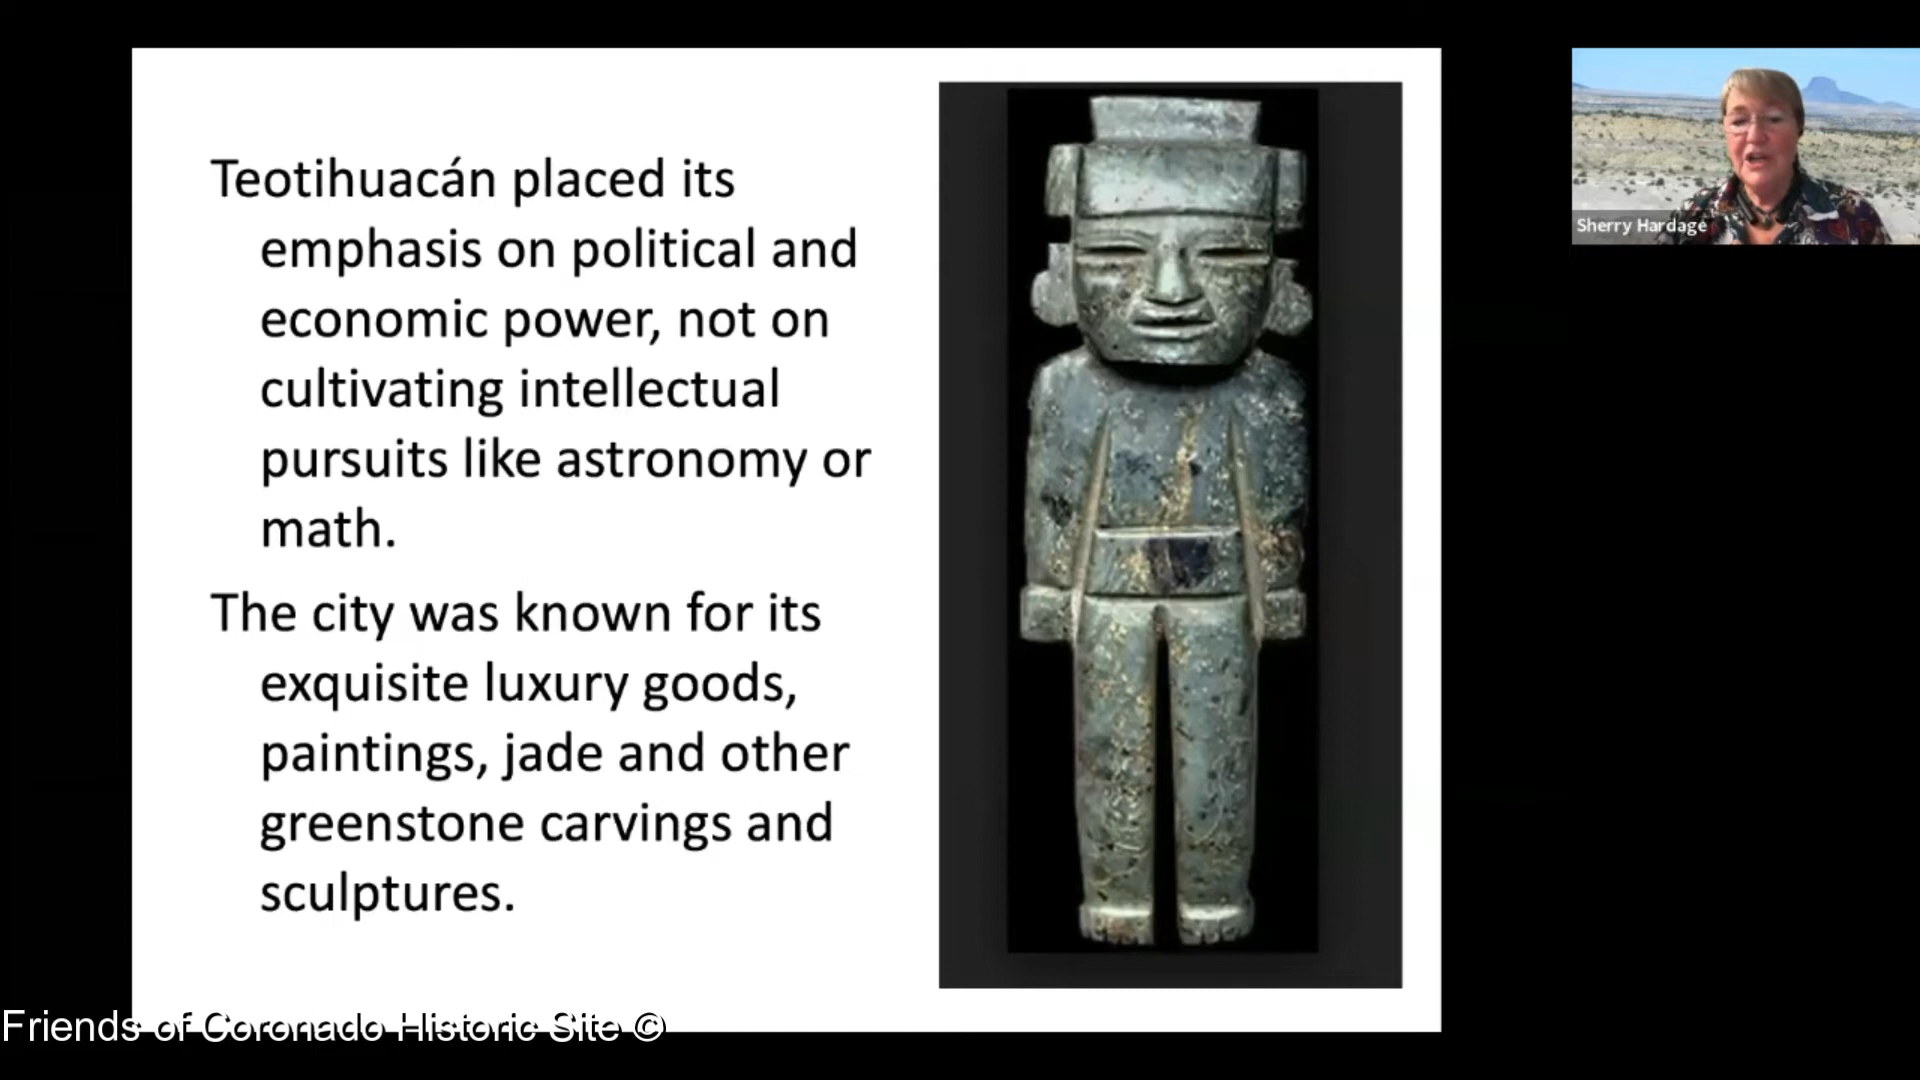 Teotihuacán placed its
emphasis on political and
economic power, not on
cultivating intellectual
pursuits like astronomy or
math.
The city was known for its
exquisite luxury goods,
paintings, jade and other
greenstone carvings and
sculptures.
Sherry Hardage
Friends of Coronado Historic Site ©